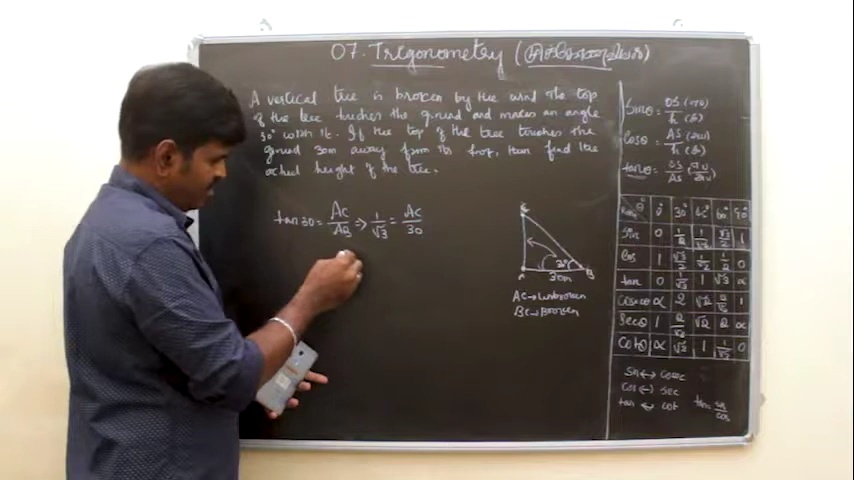 07. Trigonometry
A vertical tree is broken by the wind the top
of the tree tuches the ground and makes an angle
30° with it. If the top of the tree touches the
ground 30m away from its foot, then find the
actual height of the tree.
tan 30 = AC/AB => 1/√3 = AC/30
C
A
30°
B
30m
AC→unbroken
BC→Broken
Sinθ = OS/h
Cosθ = AS/h
tanθ = OS/AS
θ 0° 30° 45° 60° 90°
Sin 0 1/2 1/√2 √3/2 1
Cos 1 √3/2 1/√2 1/2 0
tan 0 1/√3 1 √3 α
Cosecθ α 2 √2 2/√3 1
Secθ 1 2/√3 √2 2 α
Cotθ α √3 1 1/√3 0
Sin ↔ Cosec
Cos ↔ Sec
tan ↔ cot tan = sin/cos